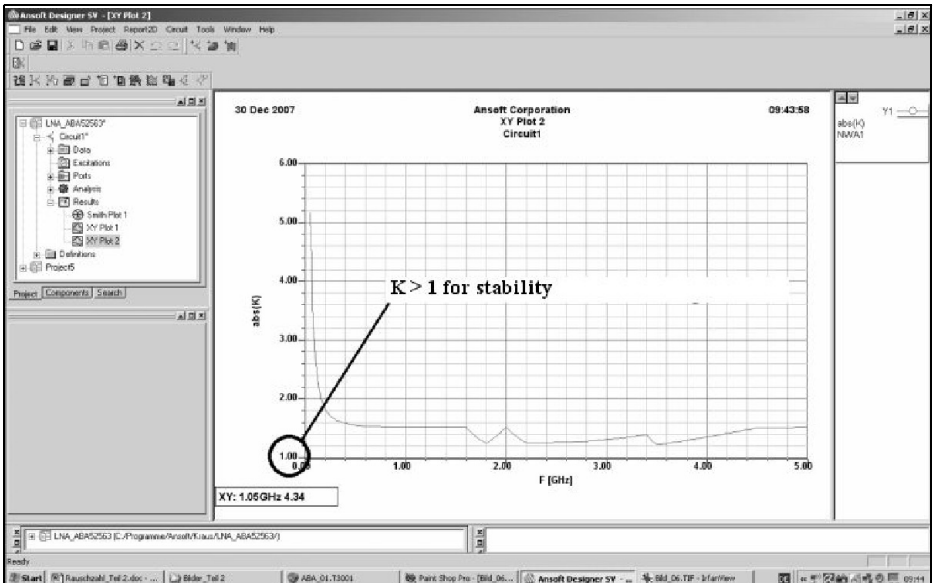 Ansoft Designer SV - [XY Plot 2]
File Edit View Project Report2D Circuit Tools Window Help
LNA_ABA52563*
Circuit1*
Data
Excitations
Ports
Analysis
Results
Smith Plot 1
XY Plot 1
XY Plot 2
Definitions
Project5
Project Components Search
30 Dec 2007
Ansoft Corporation
09:43:58
XY Plot 2
Circuit1
Y1
abs(K)
NWA1
6.00
5.00
4.00
3.00
2.00
1.00
abs(K)
K > 1 for stability
1.00 2.00 3.00 4.00 5.00
F [GHz]
XY: 1.05GHz 4.34
LNA_ABA52563 (C:/Programme/Ansoft/Kraus/LNA_ABA52563/)
Ready
Start Rauschzahl_Teil 2.doc - ... Bilder_Teil 2 ABA_01.T3001 Paint Shop Pro - [Bild_06... Ansoft Designer SV - ... Bild_06.TIF - IrfanView 09:44